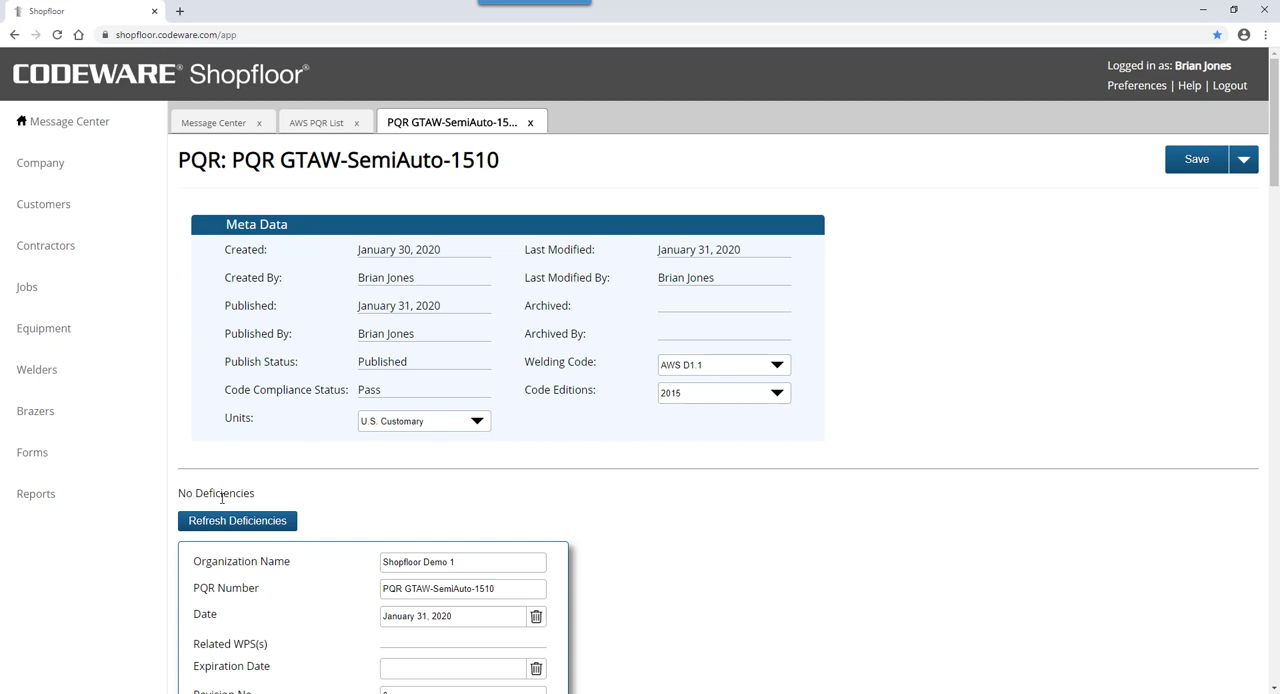 Shopfloor
shopfloor.codeware.com/app
CODEWARE® Shopfloor®
Logged in as: Brian Jones
Preferences | Help | Logout
Message Center
Company
Customers
Contractors
Jobs
Equipment
Welders
Brazers
Forms
Reports
Message Center x
AWS PQR List x
PQR GTAW-SemiAuto-15... x
PQR: PQR GTAW-SemiAuto-1510
Save
Meta Data
Created: January 30, 2020 Last Modified: January 31, 2020
Created By: Brian Jones Last Modified By: Brian Jones
Published: January 31, 2020 Archived:
Published By: Brian Jones Archived By:
Publish Status: Published Welding Code: AWS D1.1
Code Compliance Status: Pass Code Editions: 2015
Units: U.S. Customary
No Deficiencies
Refresh Deficiencies
Organization Name Shopfloor Demo 1
PQR Number PQR GTAW-SemiAuto-1510
Date January 31, 2020
Related WPS(s)
Expiration Date
Revision No